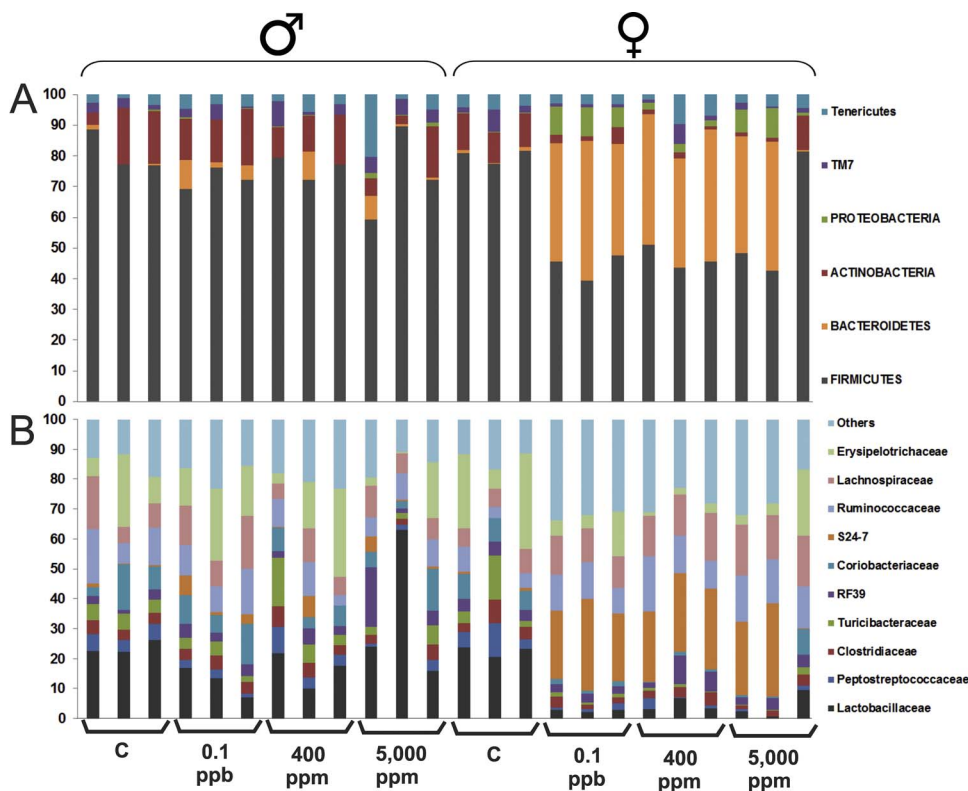 ♂ ♀
A
100
90
80
70
60
50
40
30
20
10
0
Tenericutes
TM7
PROTEOBACTERIA
ACTINOBACTERIA
BACTEROIDETES
FIRMICUTES
B
100
90
80
70
60
50
40
30
20
10
0
Others
Erysipelotrichaceae
Lachnospiraceae
Ruminococcaceae
S24-7
Coriobacteriaceae
RF39
Turicibacteraceae
Clostridiaceae
Peptostreptococcaceae
Lactobacillaceae
C 0.1 400 5,000 C 0.1 400 5,000
ppb ppm ppm ppb ppm ppm